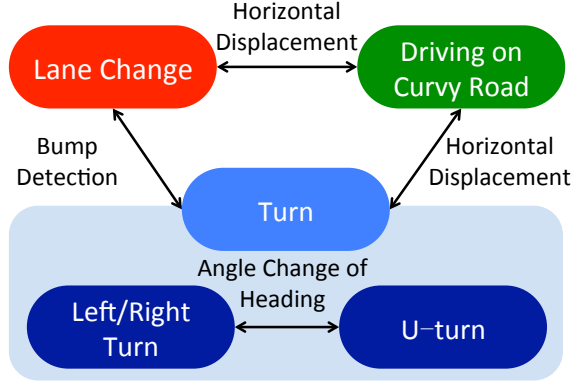 Horizontal
Displacement
Lane Change
Driving on
Curvy Road
Bump
Detection
Horizontal
Displacement
Turn
Angle Change of
Heading
Left/Right
Turn
U−turn